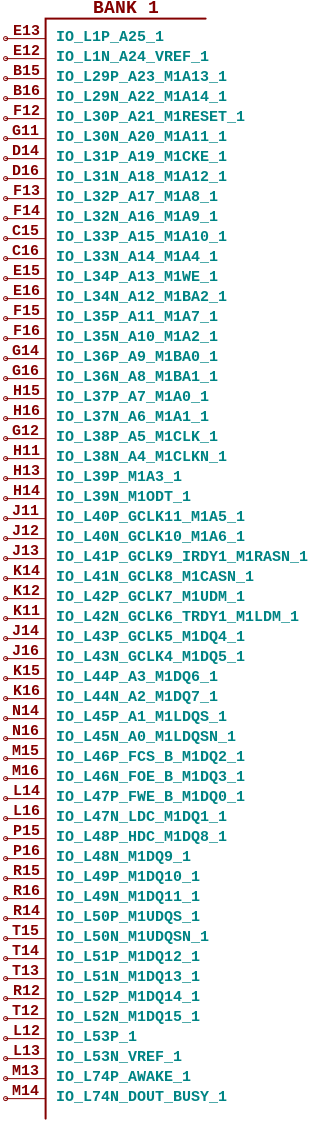 BANK 1
E13 IO_L1P_A25_1
E12 IO_L1N_A24_VREF_1
B15 IO_L29P_A23_M1A13_1
B16 IO_L29N_A22_M1A14_1
F12 IO_L30P_A21_M1RESET_1
G11 IO_L30N_A20_M1A11_1
D14 IO_L31P_A19_M1CKE_1
D16 IO_L31N_A18_M1A12_1
F13 IO_L32P_A17_M1A8_1
F14 IO_L32N_A16_M1A9_1
C15 IO_L33P_A15_M1A10_1
C16 IO_L33N_A14_M1A4_1
E15 IO_L34P_A13_M1WE_1
E16 IO_L34N_A12_M1BA2_1
F15 IO_L35P_A11_M1A7_1
F16 IO_L35N_A10_M1A2_1
G14 IO_L36P_A9_M1BA0_1
G16 IO_L36N_A8_M1BA1_1
H15 IO_L37P_A7_M1A0_1
H16 IO_L37N_A6_M1A1_1
G12 IO_L38P_A5_M1CLK_1
H11 IO_L38N_A4_M1CLKN_1
H13 IO_L39P_M1A3_1
H14 IO_L39N_M1ODT_1
J11 IO_L40P_GCLK11_M1A5_1
J12 IO_L40N_GCLK10_M1A6_1
J13 IO_L41P_GCLK9_IRDY1_M1RASN_1
K14 IO_L41N_GCLK8_M1CASN_1
K12 IO_L42P_GCLK7_M1UDM_1
K11 IO_L42N_GCLK6_TRDY1_M1LDM_1
J14 IO_L43P_GCLK5_M1DQ4_1
J16 IO_L43N_GCLK4_M1DQ5_1
K15 IO_L44P_A3_M1DQ6_1
K16 IO_L44N_A2_M1DQ7_1
N14 IO_L45P_A1_M1LDQS_1
N16 IO_L45N_A0_M1LDQSN_1
M15 IO_L46P_FCS_B_M1DQ2_1
M16 IO_L46N_FOE_B_M1DQ3_1
L14 IO_L47P_FWE_B_M1DQ0_1
L16 IO_L47N_LDC_M1DQ1_1
P15 IO_L48P_HDC_M1DQ8_1
P16 IO_L48N_M1DQ9_1
R15 IO_L49P_M1DQ10_1
R16 IO_L49N_M1DQ11_1
R14 IO_L50P_M1UDQS_1
T15 IO_L50N_M1UDQSN_1
T14 IO_L51P_M1DQ12_1
T13 IO_L51N_M1DQ13_1
R12 IO_L52P_M1DQ14_1
T12 IO_L52N_M1DQ15_1
L12 IO_L53P_1
L13 IO_L53N_VREF_1
M13 IO_L74P_AWAKE_1
M14 IO_L74N_DOUT_BUSY_1